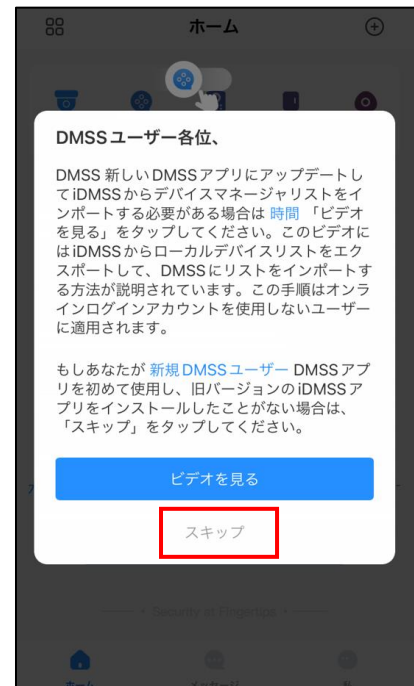 ホーム
DMSSユーザー各位、
DMSS 新しいDMSSアプリにアップデートし
てiDMSSからデバイスマネージャリストをイ
ンポートする必要がある場合は 時間 「ビデオ
を見る」をタップしてください。このビデオに
はiDMSSからローカルデバイスリストをエク
スポートして、DMSSにリストをインポートす
る方法が説明されています。この手順はオンラ
インログインアカウントを使用しないユーザー
に適用されます。
もしあなたが 新規DMSSユーザー DMSSアプ
リを初めて使用し、旧バージョンのiDMSSア
プリをインストールしたことがない場合は、
「スキップ」をタップしてください。
ビデオを見る
スキップ
Security in Fingertips
ホーム
メッセージ
私